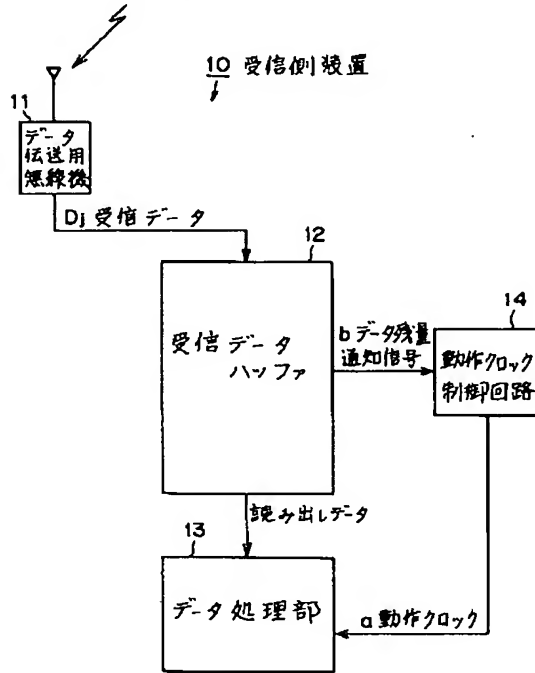 10 受信側装置
11
データ
伝送用
無線機
Dj 受信データ
12
受信データ
バッファ
b データ残量
通知信号
14
動作クロック
制御回路
読み出しデータ
13
データ処理部
a 動作クロック